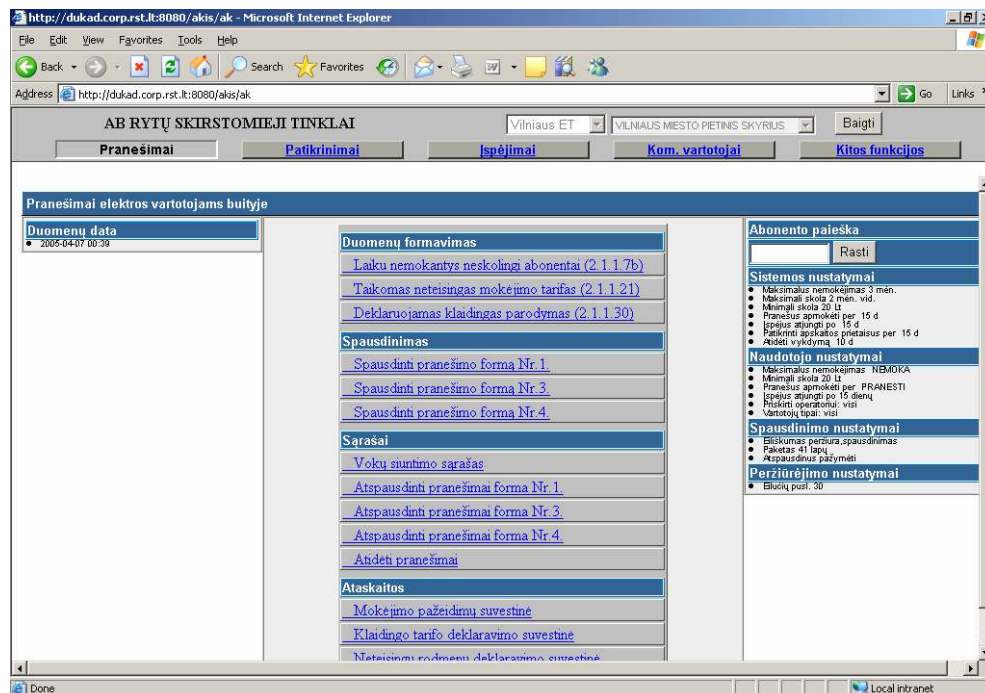 http://dukad.corp.rst.lt:8080/akis/ak - Microsoft Internet Explorer
File Edit View Favorites Tools Help
Back Search Favorites
Address http://dukad.corp.rst.lt:8080/akis/ak Go Links
AB RYTŲ SKIRSTOMIEJI TINKLAI Vilniaus ET VILNIAUS MIESTO PIETINIS SKYRIUS Baigti
Pranešimai Patikrinimai Įspėjimai Kom. vartotojai Kitos funkcijos
Pranešimai elektros vartotojams buityje
Duomenų data
2005-04-07 00:39
Duomenų formavimas
Laiku nemokantys neskolingi abonentai (2.1.1.7b)
Taikomas neteisingas mokėjimo tarifas (2.1.1.21)
Deklaruojamas klaidingas parodymas (2.1.1.30)
Spausdinimas
Spausdinti pranešimo formą Nr.1.
Spausdinti pranešimo formą Nr.3.
Spausdinti pranešimo formą Nr.4.
Sąrašai
Vokų siuntimo sąrašas
Atspausdinti pranešimai forma Nr.1.
Atspausdinti pranešimai forma Nr.3.
Atspausdinti pranešimai forma Nr.4.
Atidėti pranešimai
Ataskaitos
Mokėjimo pažeidimų suvestinė
Klaidingo tarifo deklaravimo suvestinė
Neteisingų rodmenų deklaravimo suvestinė
Abonento paieška
Rasti
Sistemos nustatymai
Maksimalus nemokėjimas 3 mėn.
Maksimali skola 2 mėn. vid.
Minimali skola 20 Lt
Pranešus apmokėti per 15 d
Įspėjus atjungti po 15 d
Patikrinti apskaitos prietaisus per 15 d
Atidėti vykdymą 10 d
Naudotojo nustatymai
Maksimalus nemokėjimas NEMOKA
Minimali skola 20 Lt
Pranešus apmokėti per PRANESTI
Įspėjus atjungti po 15 dienų
Priskirti operatoriui: visi
Vartotojų tipai: visi
Spausdinimo nustatymai
Eiliškumas peržiura,spausdinimas
Paketas 41 lapų
Atspausdinus pažymėti
Peržiūrėjimo nustatymai
Eilučių pusl. 30
Done Local intranet